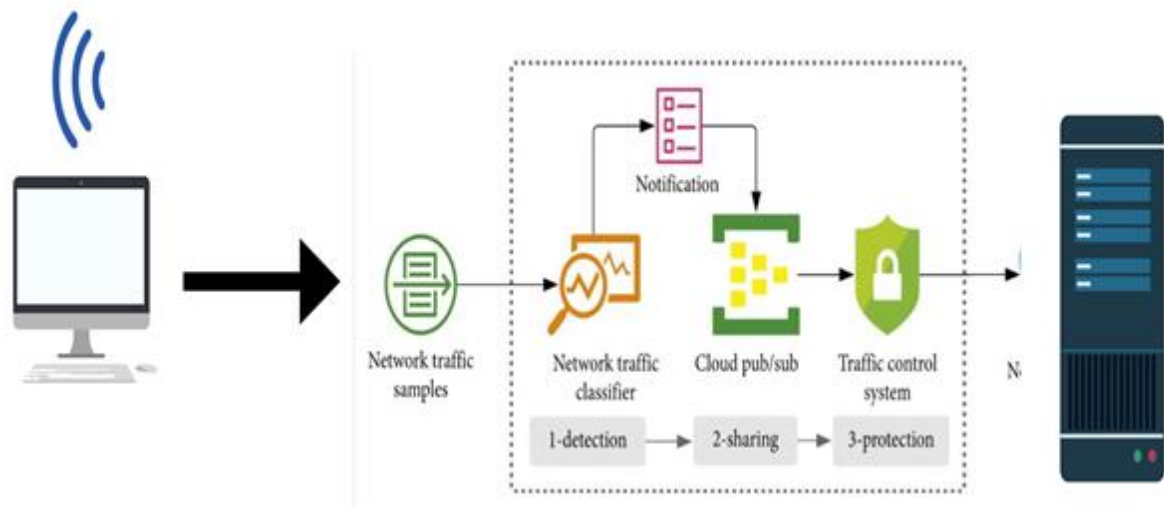 Notification
Network traffic
samples
Network traffic
classifier
Cloud pub/sub
Traffic control
system
1-detection
2-sharing
3-protection